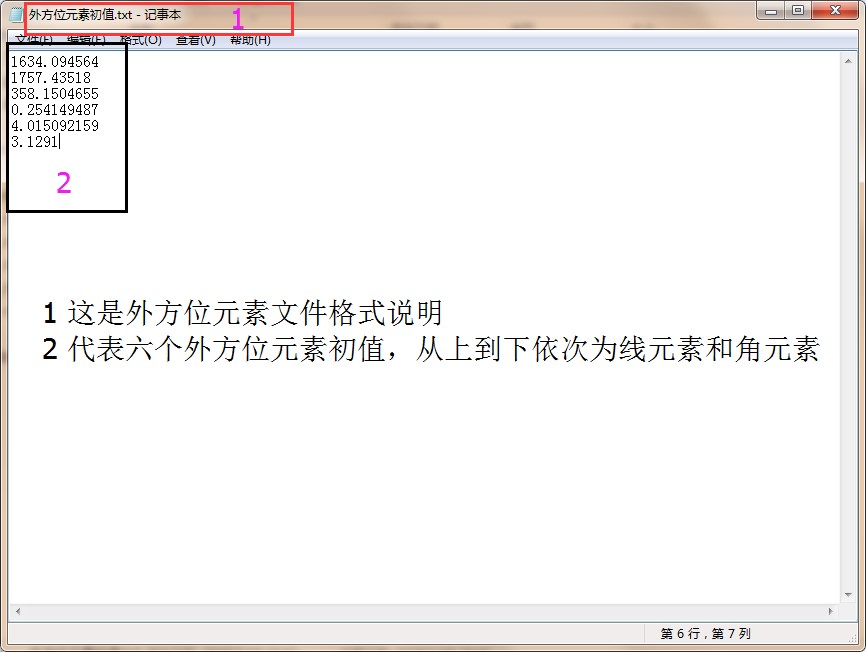 外方位元素初值.txt - 记事本
1
文件(F) 编辑(E) 格式(O) 查看(V) 帮助(H)
1634.094564
1757.43518
358.1504655
0.254149487
4.015092159
3.1291
2
1 这是外方位元素文件格式说明
2 代表六个外方位元素初值，从上到下依次为线元素和角元素
第 6 行，第 7 列